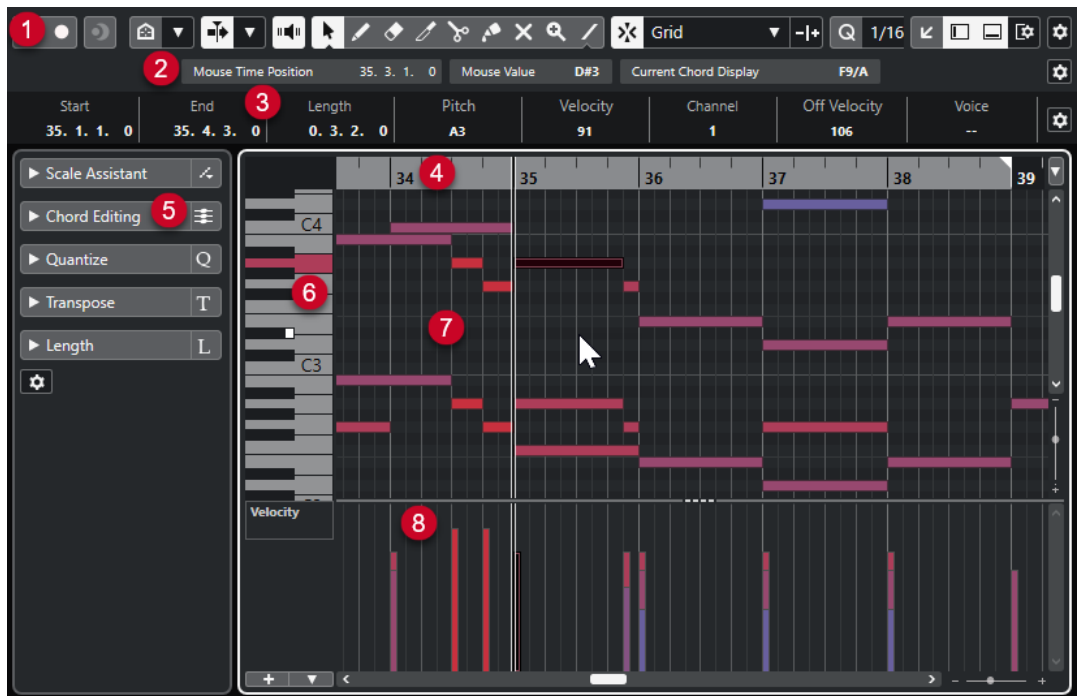 1
Grid
Q 1/16
2
Mouse Time Position 35. 3. 1. 0 Mouse Value D#3 Current Chord Display F9/A
3
Start End Length Pitch Velocity Channel Off Velocity Voice
35. 1. 1. 0 35. 4. 3. 0 0. 3. 2. 0 A3 91 1 106 --
Scale Assistant
Chord Editing 5
Quantize Q
Transpose T
Length L
34 4 35 36 37 38 39
C4
6
7
C3
Velocity
8